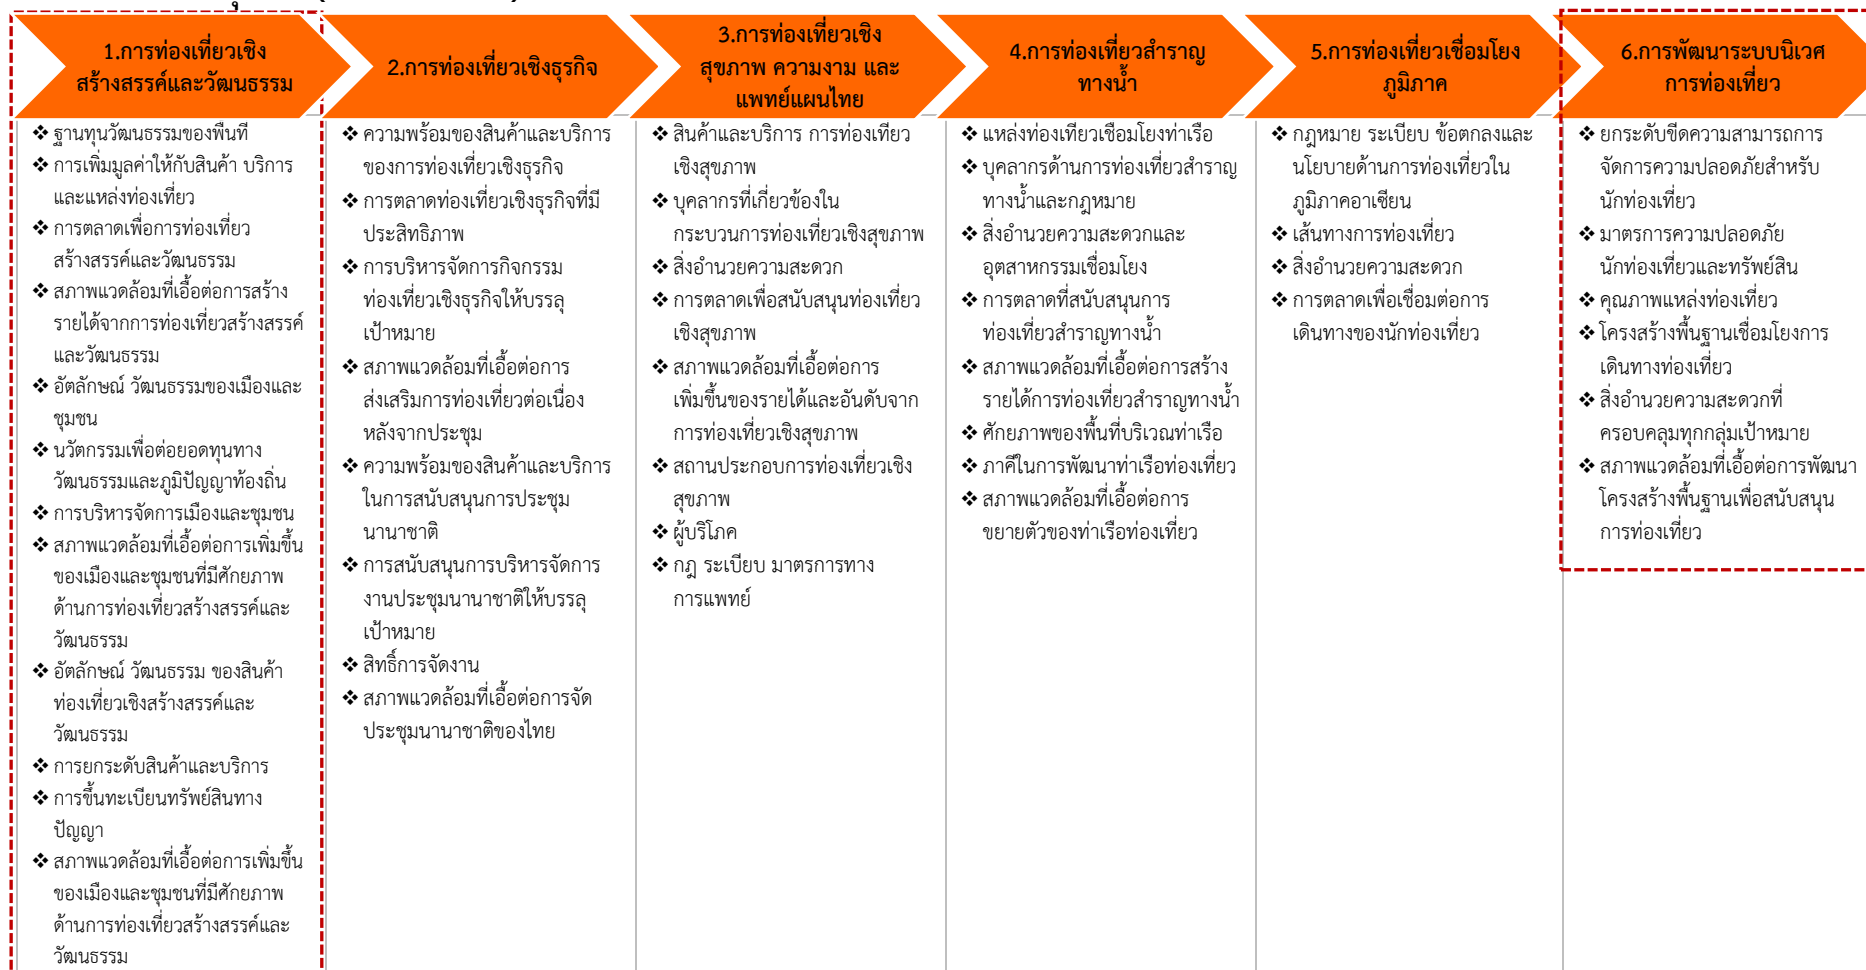 1.การท่องเที่ยวเชิง
สร้างสรรค์และวัฒนธรรม
❖ ฐานทุนวัฒนธรรมของพื้นที่
❖ การเพิ่มมูลค่าให้กับสินค้า บริการ
และแหล่งท่องเที่ยว
❖ การตลาดเพื่อการท่องเที่ยว
สร้างสรรค์และวัฒนธรรม
❖ สภาพแวดล้อมที่เอื้อต่อการสร้าง
รายได้จากการท่องเที่ยวสร้างสรรค์
และวัฒนธรรม
❖ อัตลักษณ์ วัฒนธรรมของเมืองและ
ชุมชน
❖ นวัตกรรมเพื่อต่อยอดทุนทาง
วัฒนธรรมและภูมิปัญญาท้องถิ่น
❖ การบริหารจัดการเมืองและชุมชน
❖ สภาพแวดล้อมที่เอื้อต่อการเพิ่มขึ้น
ของเมืองและชุมชนที่มีศักยภาพ
ด้านการท่องเที่ยวสร้างสรรค์และ
วัฒนธรรม
❖ อัตลักษณ์ วัฒนธรรม ของสินค้า
ท่องเที่ยวเชิงสร้างสรรค์และ
วัฒนธรรม
❖ การยกระดับสินค้าและบริการ
❖ การขึ้นทะเบียนทรัพย์สินทาง
ปัญญา
❖ สภาพแวดล้อมที่เอื้อต่อการเพิ่มขึ้น
ของเมืองและชุมชนที่มีศักยภาพ
ด้านการท่องเที่ยวสร้างสรรค์และ
วัฒนธรรม
2.การท่องเที่ยวเชิงธุรกิจ
❖ ความพร้อมของสินค้าและบริการ
ของการท่องเที่ยวเชิงธุรกิจ
❖ การตลาดท่องเที่ยวเชิงธุรกิจที่มี
ประสิทธิภาพ
❖ การบริหารจัดการกิจกรรม
ท่องเที่ยวเชิงธุรกิจให้บรรลุ
เป้าหมาย
❖ สภาพแวดล้อมที่เอื้อต่อการ
ส่งเสริมการท่องเที่ยวต่อเนื่อง
หลังจากประชุม
❖ ความพร้อมของสินค้าและบริการ
ในการสนับสนุนการประชุม
นานาชาติ
❖ การสนับสนุนการบริหารจัดการ
งานประชุมนานาชาติให้บรรลุ
เป้าหมาย
❖ สิทธิ์การจัดงาน
❖ สภาพแวดล้อมที่เอื้อต่อการจัด
ประชุมนานาชาติของไทย
3.การท่องเที่ยวเชิง
สุขภาพ ความงาม และ
แพทย์แผนไทย
❖ สินค้าและบริการ การท่องเที่ยว
เชิงสุขภาพ
❖ บุคลากรที่เกี่ยวข้องใน
กระบวนการท่องเที่ยวเชิงสุขภาพ
❖ สิ่งอำนวยความสะดวก
❖ การตลาดเพื่อสนับสนุนท่องเที่ยว
เชิงสุขภาพ
❖ สภาพแวดล้อมที่เอื้อต่อการ
เพิ่มขึ้นของรายได้และอันดับจาก
การท่องเที่ยวเชิงสุขภาพ
❖ สถานประกอบการท่องเที่ยวเชิง
สุขภาพ
❖ ผู้บริโภค
❖ กฎ ระเบียบ มาตรการทาง
การแพทย์
4.การท่องเที่ยวสำราญ
ทางน้ำ
❖ แหล่งท่องเที่ยวเชื่อมโยงท่าเรือ
❖ บุคลากรด้านการท่องเที่ยวสำราญ
ทางน้ำและกฎหมาย
❖ สิ่งอำนวยความสะดวกและ
อุตสาหกรรมเชื่อมโยง
❖ การตลาดที่สนับสนุนการ
ท่องเที่ยวสำราญทางน้ำ
❖ สภาพแวดล้อมที่เอื้อต่อการสร้าง
รายได้การท่องเที่ยวสำราญทางน้ำ
❖ ศักยภาพของพื้นที่บริเวณท่าเรือ
❖ ภาคีในการพัฒนาท่าเรือท่องเที่ยว
❖ สภาพแวดล้อมที่เอื้อต่อการ
ขยายตัวของท่าเรือท่องเที่ยว
5.การท่องเที่ยวเชื่อมโยง
ภูมิภาค
❖ กฎหมาย ระเบียบ ข้อตกลงและ
นโยบายด้านการท่องเที่ยวใน
ภูมิภาคอาเซียน
❖ เส้นทางการท่องเที่ยว
❖ สิ่งอำนวยความสะดวก
❖ การตลาดเพื่อเชื่อมต่อการ
เดินทางของนักท่องเที่ยว
6.การพัฒนาระบบนิเวศ
การท่องเที่ยว
❖ ยกระดับขีดความสามารถการ
จัดการความปลอดภัยสำหรับ
นักท่องเที่ยว
❖ มาตรการความปลอดภัย
นักท่องเที่ยวและทรัพย์สิน
❖ คุณภาพแหล่งท่องเที่ยว
❖ โครงสร้างพื้นฐานเชื่อมโยงการ
เดินทางท่องเที่ยว
❖ สิ่งอำนวยความสะดวกที่
ครอบคลุมทุกกลุ่มเป้าหมาย
❖ สภาพแวดล้อมที่เอื้อต่อการพัฒนา
โครงสร้างพื้นฐานเพื่อสนับสนุน
การท่องเที่ยว